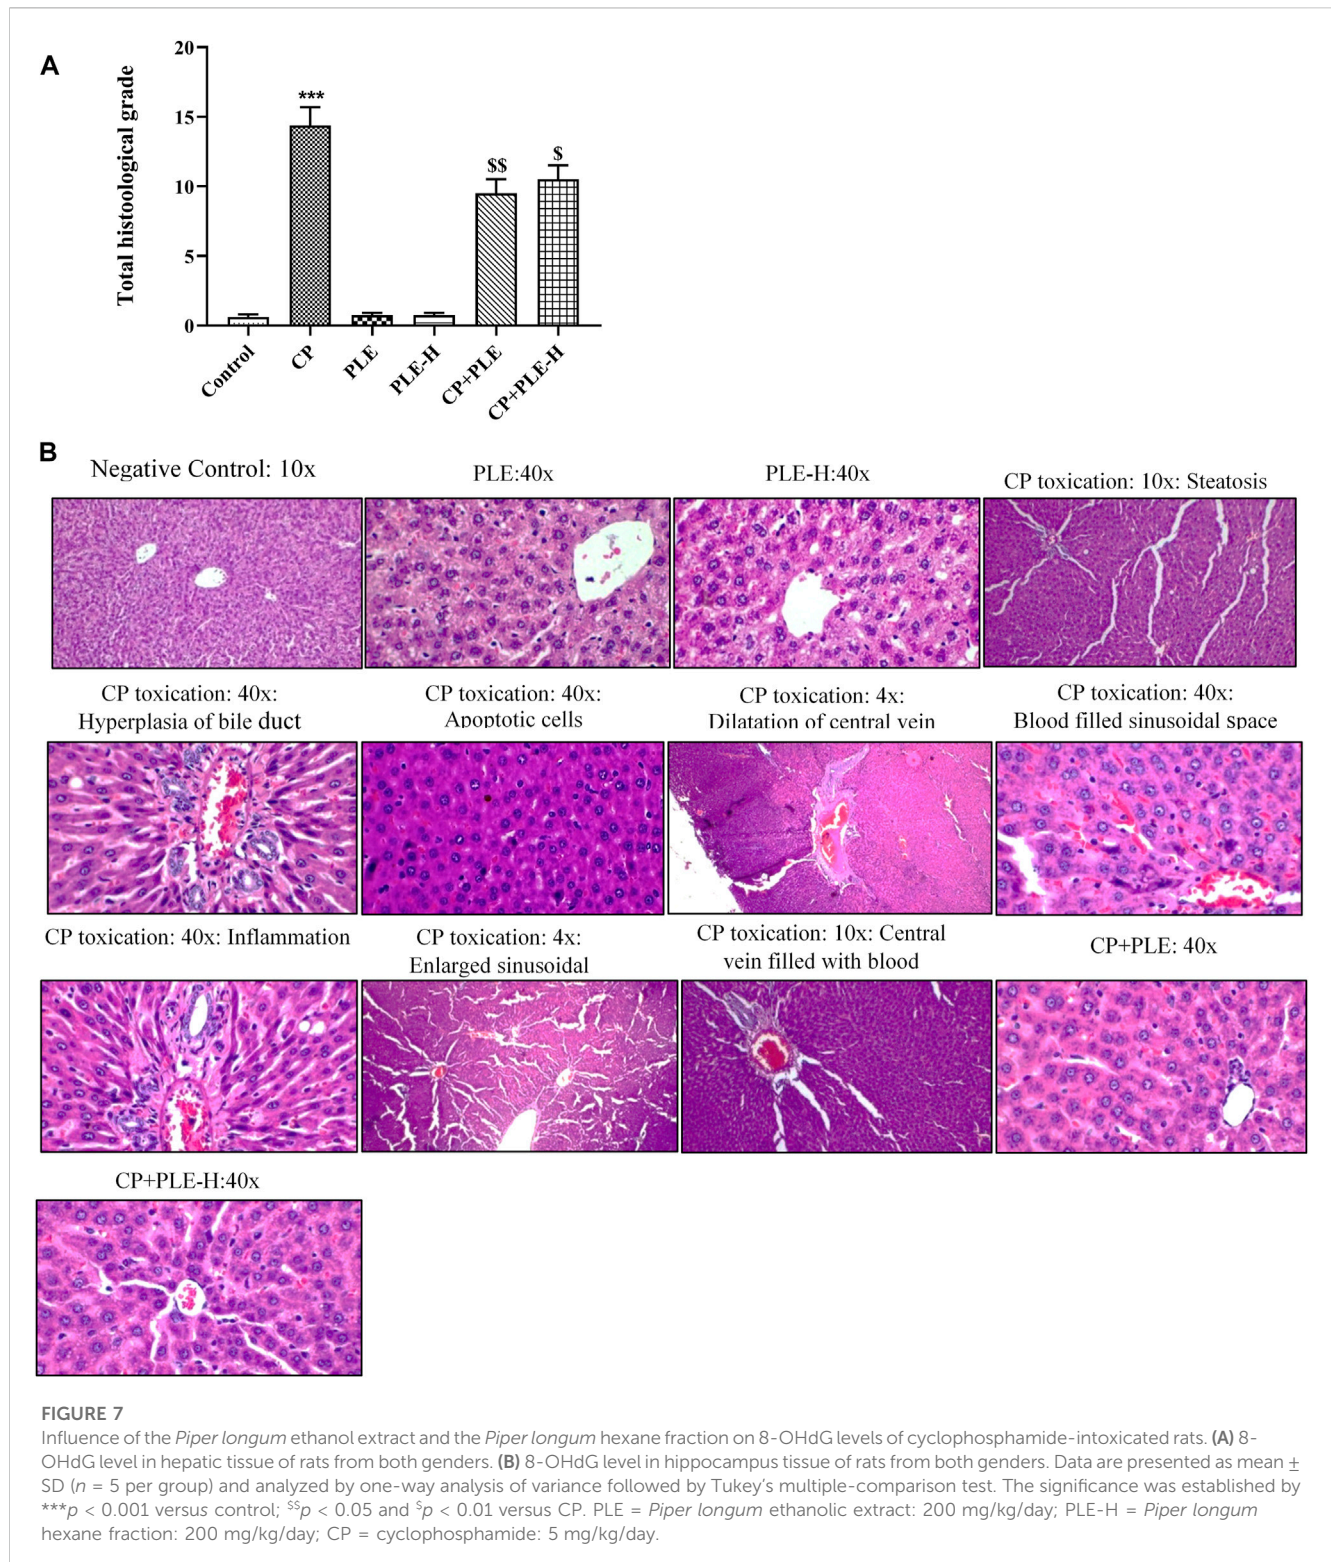 A
Total histoological grade
20
15
10
5
0
***
$$
$
Control
CP
PLE
PLE-H
CP+PLE
CP+PLE-H
B
Negative Control: 10x
PLE:40x
PLE-H:40x
CP toxication: 10x: Steatosis
CP toxication: 40x:
Hyperplasia of bile duct
CP toxication: 40x:
Apoptotic cells
CP toxication: 4x:
Dilatation of central vein
CP toxication: 40x:
Blood filled sinusoidal space
CP toxication: 40x: Inflammation
CP toxication: 4x:
Enlarged sinusoidal
CP toxication: 10x: Central
vein filled with blood
CP+PLE: 40x
CP+PLE-H:40x
FIGURE 7
Influence of the Piper longum ethanol extract and the Piper longum hexane fraction on 8-OHdG levels of cyclophosphamide-intoxicated rats. (A) 8-
OHdG level in hepatic tissue of rats from both genders. (B) 8-OHdG level in hippocampus tissue of rats from both genders. Data are presented as mean ±
SD (n = 5 per group) and analyzed by one-way analysis of variance followed by Tukey's multiple-comparison test. The significance was established by
***p < 0.001 versus control; $$p < 0.05 and $p < 0.01 versus CP. PLE = Piper longum ethanolic extract: 200 mg/kg/day; PLE-H = Piper longum
hexane fraction: 200 mg/kg/day; CP = cyclophosphamide: 5 mg/kg/day.